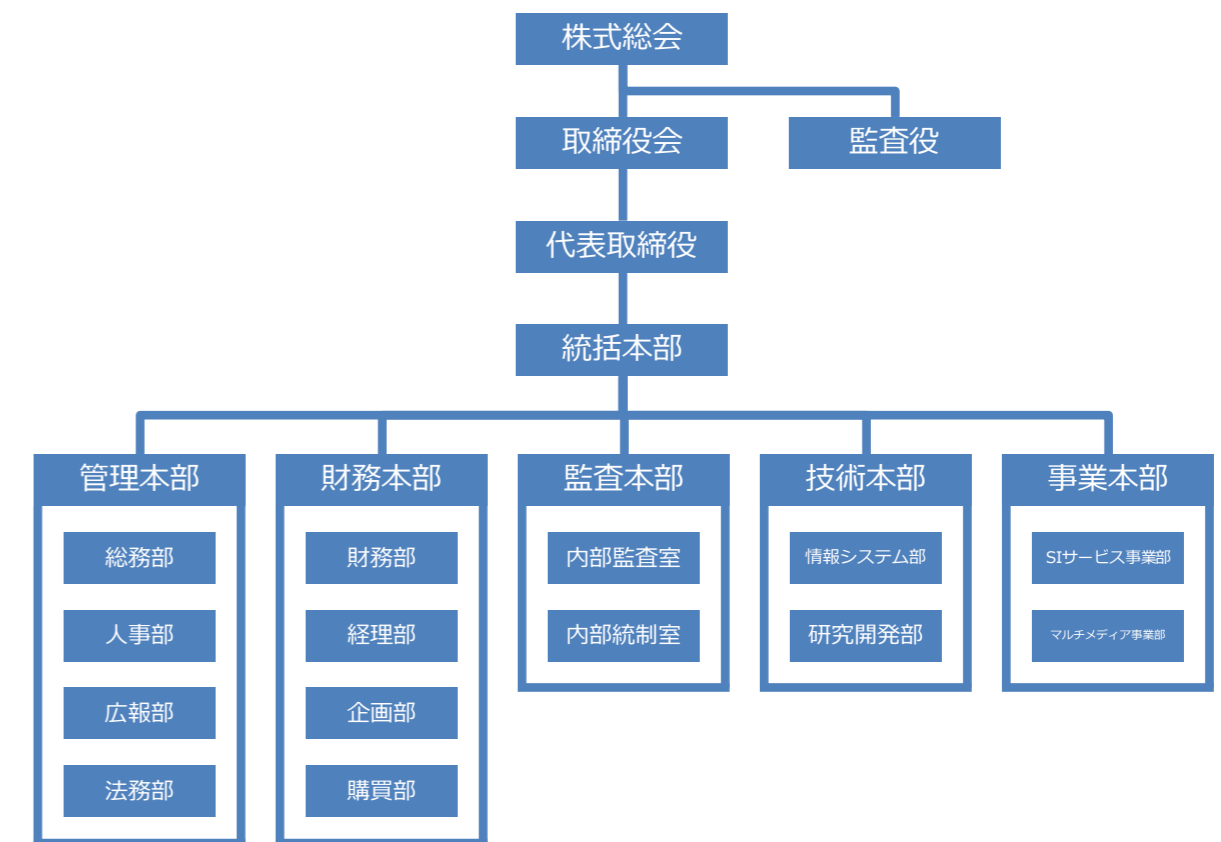 株式総会
取締役会
監査役
代表取締役
統括本部
管理本部
総務部
人事部
広報部
法務部
財務本部
財務部
経理部
企画部
購買部
監査本部
内部監査室
内部統制室
技術本部
情報システム部
研究開発部
事業本部
SIサービス事業部
マルチメディア事業部